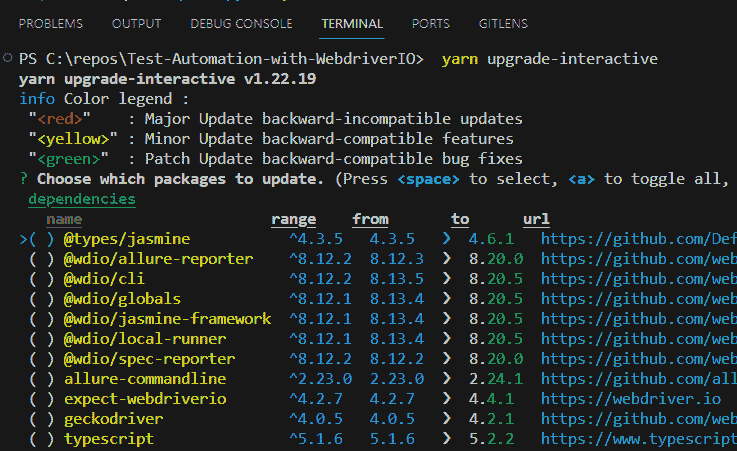 PROBLEMS OUTPUT DEBUG CONSOLE TERMINAL PORTS GITLENS
PS C:\repos\Test-Automation-with-WebdriverIO> yarn upgrade-interactive
yarn upgrade-interactive v1.22.19
info Color legend :
"<red>" : Major Update backward-incompatible updates
"<yellow>" : Minor Update backward-compatible features
"<green>" : Patch Update backward-compatible bug fixes
? Choose which packages to update. (Press <space> to select, <a> to toggle all,
dependencies
name range from to url
>( ) @types/jasmine ^4.3.5 4.3.5 ❯ 4.6.1 https://github.com/Def
( ) @wdio/allure-reporter ^8.12.2 8.12.3 ❯ 8.20.0 https://github.com/web
( ) @wdio/cli ^8.12.2 8.13.5 ❯ 8.20.5 https://github.com/web
( ) @wdio/globals ^8.12.1 8.13.4 ❯ 8.20.5 https://github.com/web
( ) @wdio/jasmine-framework ^8.12.1 8.13.4 ❯ 8.20.5 https://github.com/web
( ) @wdio/local-runner ^8.12.1 8.13.4 ❯ 8.20.5 https://github.com/web
( ) @wdio/spec-reporter ^8.12.2 8.12.2 ❯ 8.20.0 https://github.com/web
( ) allure-commandline ^2.23.0 2.23.0 ❯ 2.24.1 https://github.com/all
( ) expect-webdriverio ^4.2.7 4.2.7 ❯ 4.4.1 https://webdriver.io
( ) geckodriver ^4.0.5 4.0.5 ❯ 4.2.1 https://github.com/web
( ) typescript ^5.1.6 5.1.6 ❯ 5.2.2 https://www.typescript